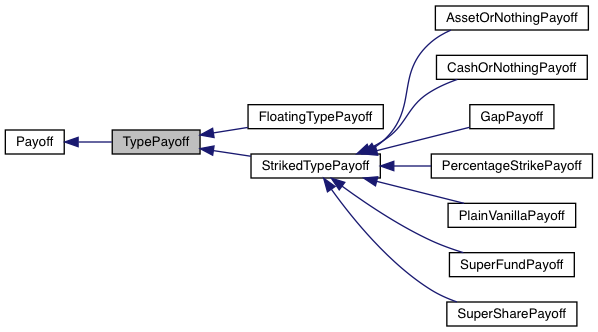 Payoff
TypePayoff
FloatingTypePayoff
StrikedTypePayoff
AssetOrNothingPayoff
CashOrNothingPayoff
GapPayoff
PercentageStrikePayoff
PlainVanillaPayoff
SuperFundPayoff
SuperSharePayoff